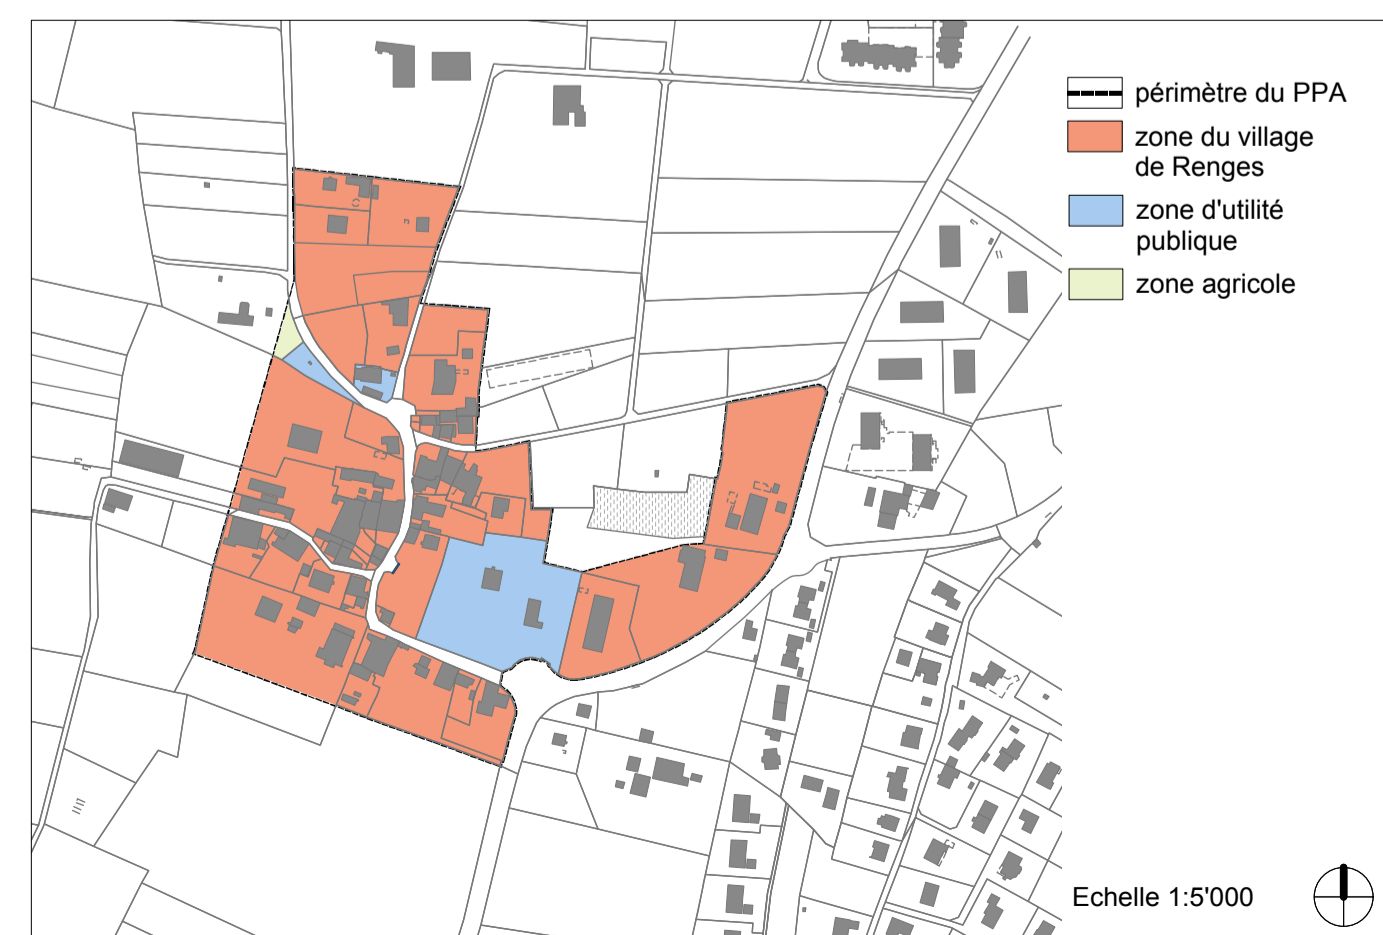 périmètre du PPA
zone du village
de Renges
zone d'utilité
publique
zone agricole
Echelle 1:5'000